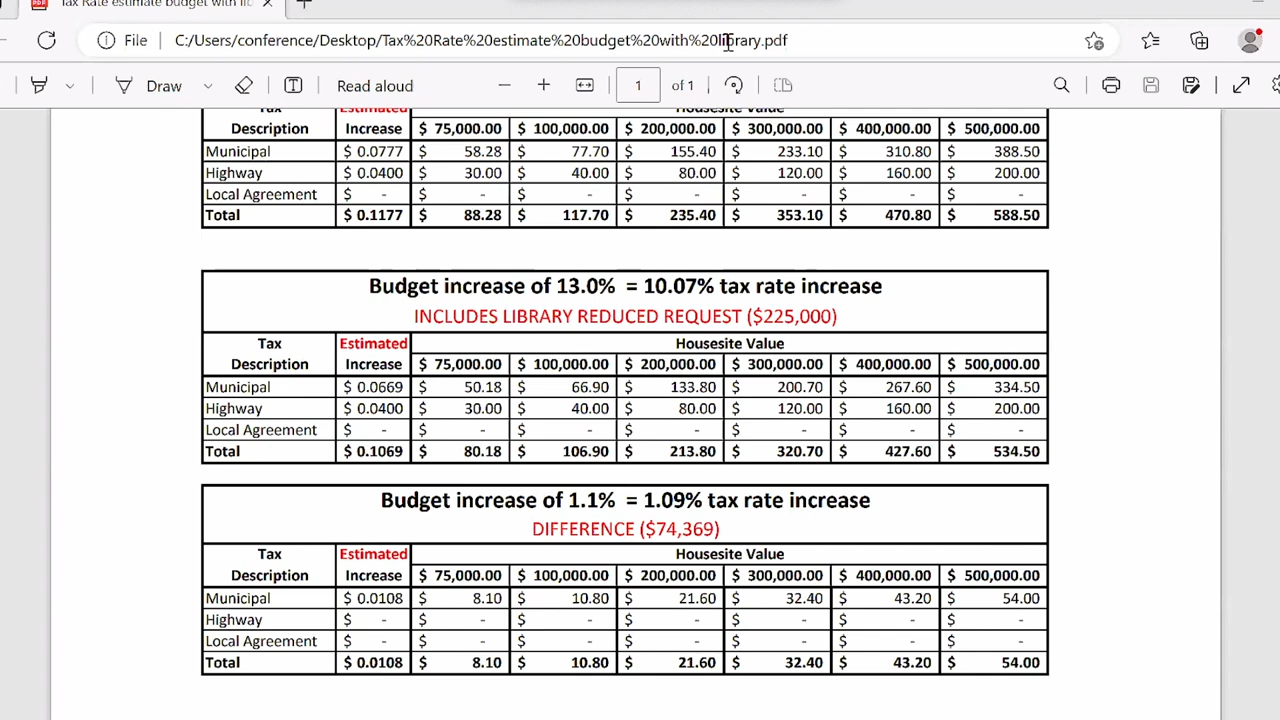 Tax Rate estimate budget with lib
File | C:/Users/conference/Desktop/Tax%20Rate%20estimate%20budget%20with%20library.pdf
Draw Read aloud 1 of 1
Tax Estimated Housesite Value
Description Increase $ 75,000.00 $ 100,000.00 $ 200,000.00 $ 300,000.00 $ 400,000.00 $ 500,000.00
Municipal $ 0.0777 $ 58.28 $ 77.70 $ 155.40 $ 233.10 $ 310.80 $ 388.50
Highway $ 0.0400 $ 30.00 $ 40.00 $ 80.00 $ 120.00 $ 160.00 $ 200.00
Local Agreement $ - $ - $ - $ - $ - $ - $ -
Total $ 0.1177 $ 88.28 $ 117.70 $ 235.40 $ 353.10 $ 470.80 $ 588.50
Budget increase of 13.0% = 10.07% tax rate increase
INCLUDES LIBRARY REDUCED REQUEST ($225,000)
Tax Estimated Housesite Value
Description Increase $ 75,000.00 $ 100,000.00 $ 200,000.00 $ 300,000.00 $ 400,000.00 $ 500,000.00
Municipal $ 0.0669 $ 50.18 $ 66.90 $ 133.80 $ 200.70 $ 267.60 $ 334.50
Highway $ 0.0400 $ 30.00 $ 40.00 $ 80.00 $ 120.00 $ 160.00 $ 200.00
Local Agreement $ - $ - $ - $ - $ - $ - $ -
Total $ 0.1069 $ 80.18 $ 106.90 $ 213.80 $ 320.70 $ 427.60 $ 534.50
Budget increase of 1.1% = 1.09% tax rate increase
DIFFERENCE ($74,369)
Tax Estimated Housesite Value
Description Increase $ 75,000.00 $ 100,000.00 $ 200,000.00 $ 300,000.00 $ 400,000.00 $ 500,000.00
Municipal $ 0.0108 $ 8.10 $ 10.80 $ 21.60 $ 32.40 $ 43.20 $ 54.00
Highway $ - $ - $ - $ - $ - $ - $ -
Local Agreement $ - $ - $ - $ - $ - $ - $ -
Total $ 0.0108 $ 8.10 $ 10.80 $ 21.60 $ 32.40 $ 43.20 $ 54.00